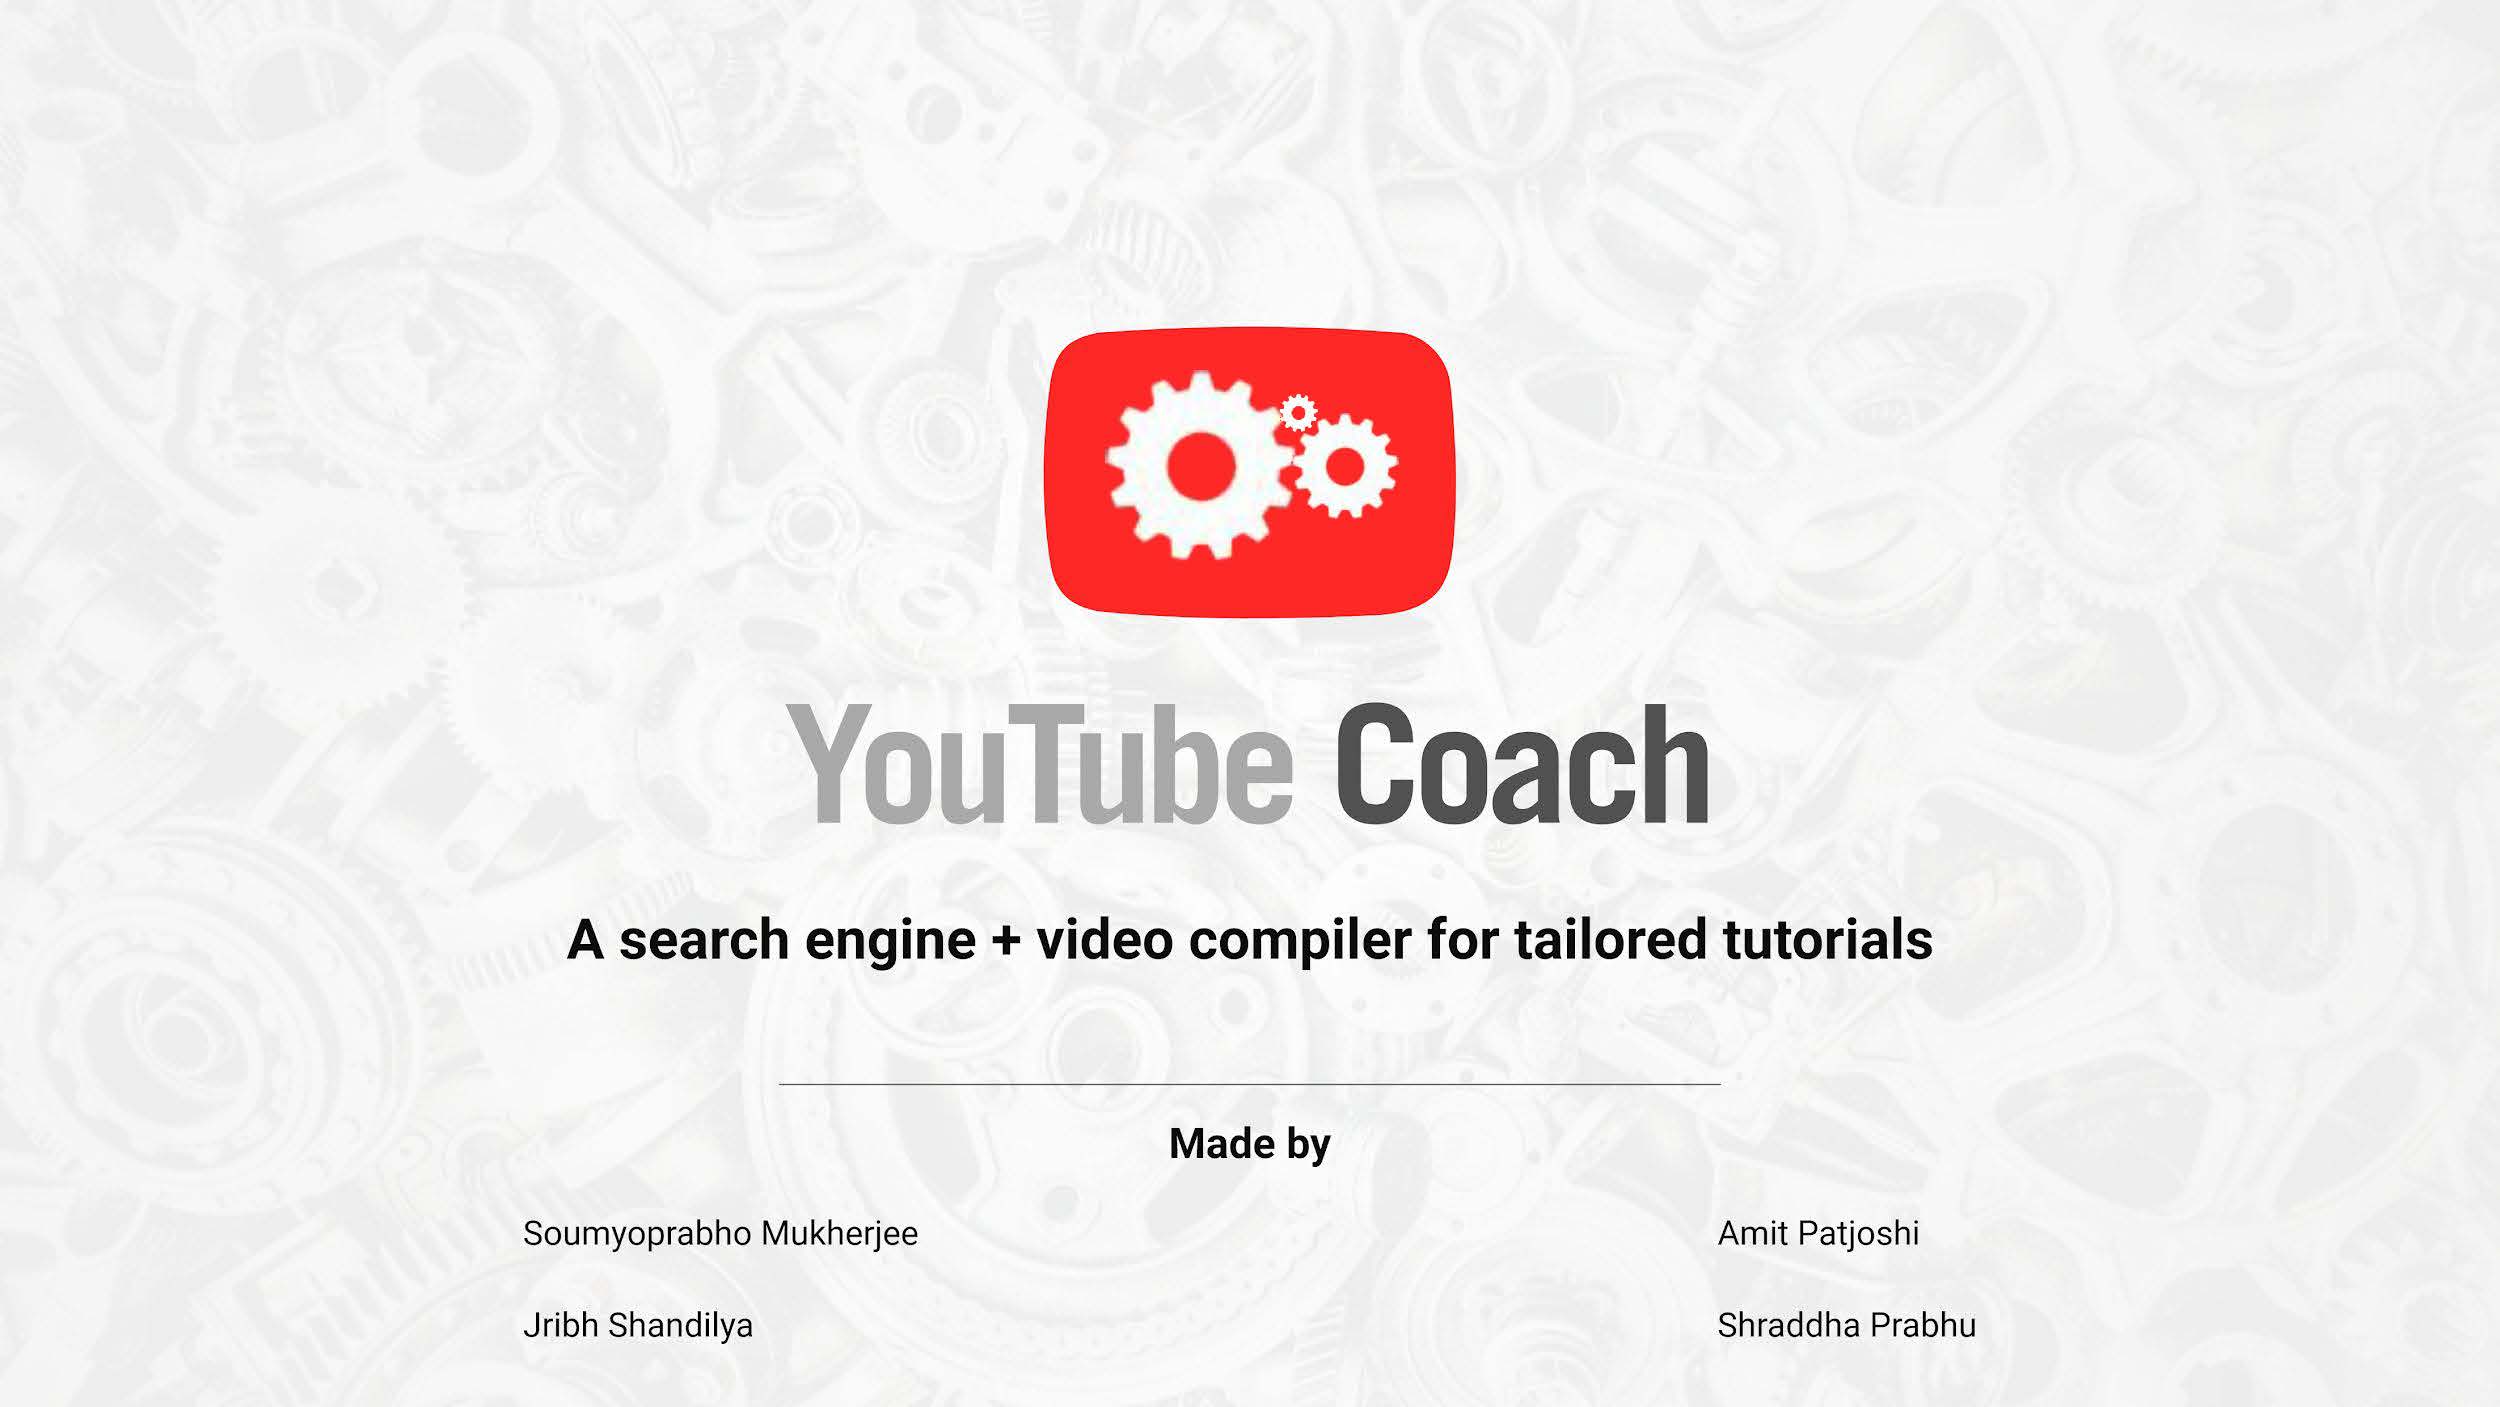 YouTube Coach
A search engine + video compiler for tailored tutorials
Made by
Soumyoprabho Mukherjee
Amit Patjoshi
Jribh Shandilya
Shraddha Prabhu